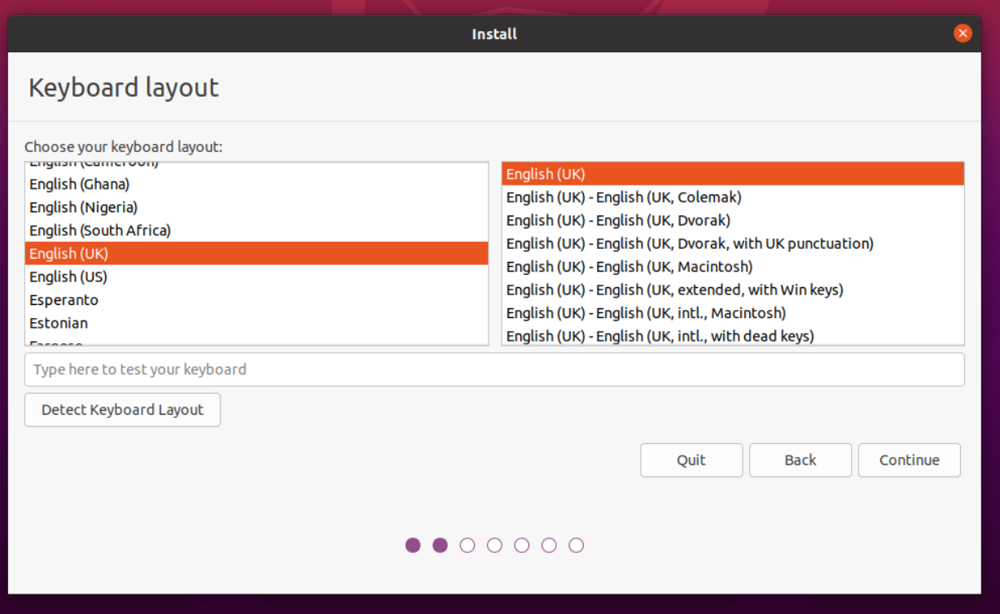 Install
Keyboard layout
Choose your keyboard layout:
English (Cameroon)
English (Ghana)
English (Nigeria)
English (South Africa)
English (UK)
English (US)
Esperanto
Estonian
Faroese
English (UK)
English (UK) - English (UK, Colemak)
English (UK) - English (UK, Dvorak)
English (UK) - English (UK, Dvorak, with UK punctuation)
English (UK) - English (UK, Macintosh)
English (UK) - English (UK, extended, with Win keys)
English (UK) - English (UK, intl., Macintosh)
English (UK) - English (UK, intl., with dead keys)
Type here to test your keyboard
Detect Keyboard Layout
Quit
Back
Continue